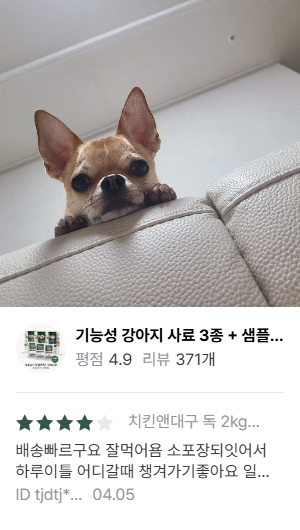 기능성 강아지 사료 3종 + 샘플...
평점 4.9 리뷰 371개
치킨앤대구 독 2kg...
배송빠르구요 잘먹어욤 소포장되잇어서
하루이틀 어디갈때 챙겨가기좋아요 일...
ID tjdtj*... 04.05